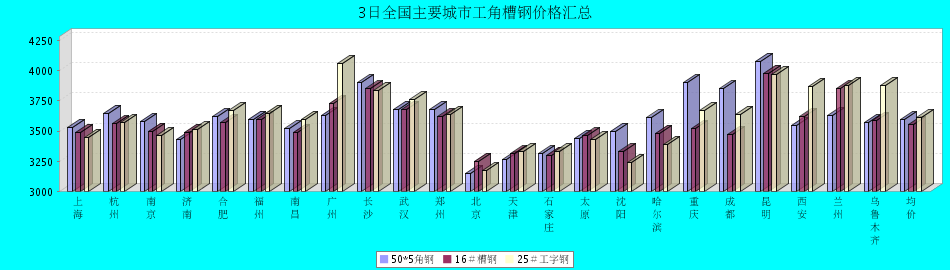 3日全国主要城市工角槽钢价格汇总
4250
4000
3750
3500
3250
3000
上海
杭州
南京
济南
合肥
福州
南昌
广州
长沙
武汉
郑州
北京
天津
石家庄
太原
沈阳
哈尔滨
重庆
成都
昆明
西安
兰州
乌鲁木齐
均价
50*5角钢
16#槽钢
25#工字钢